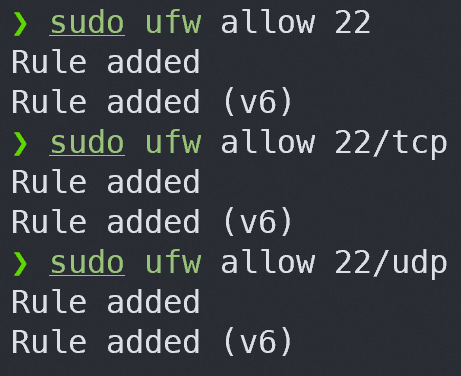 ❯ sudo ufw allow 22
Rule added
Rule added (v6)
❯ sudo ufw allow 22/tcp
Rule added
Rule added (v6)
❯ sudo ufw allow 22/udp
Rule added
Rule added (v6)